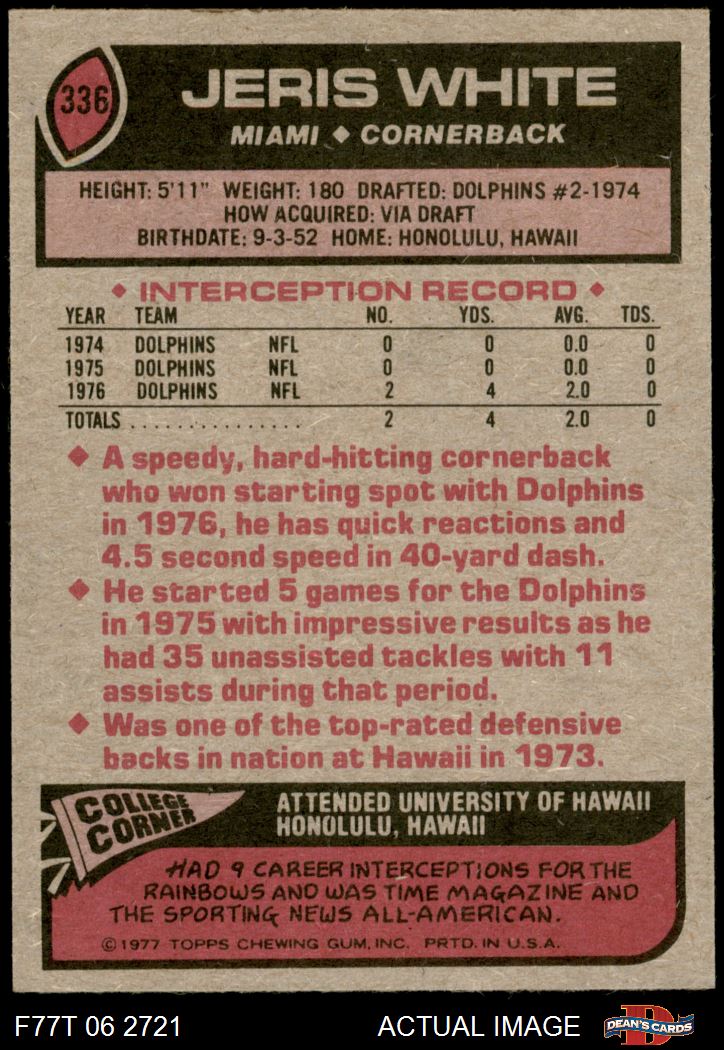 336
JERIS WHITE
MIAMI ◆ CORNERBACK
HEIGHT: 5'11" WEIGHT: 180 DRAFTED: DOLPHINS #2-1974
HOW ACQUIRED: VIA DRAFT
BIRTHDATE: 9-3-52 HOME: HONOLULU, HAWAII
◆ INTERCEPTION RECORD ◆
YEAR TEAM NO. YDS. AVG. TDS.
1974 DOLPHINS NFL 0 0 0.0 0
1975 DOLPHINS NFL 0 0 0.0 0
1976 DOLPHINS NFL 2 4 2.0 0
TOTALS . . . . . . . . . . . . . . . 2 4 2.0 0
◆ A speedy, hard-hitting cornerback
who won starting spot with Dolphins
in 1976, he has quick reactions and
4.5 second speed in 40-yard dash.
◆ He started 5 games for the Dolphins
in 1975 with impressive results as he
had 35 unassisted tackles with 11
assists during that period.
◆ Was one of the top-rated defensive
backs in nation at Hawaii in 1973.
COLLEGE
CORNER
ATTENDED UNIVERSITY OF HAWAII
HONOLULU, HAWAII
HAD 9 CAREER INTERCEPTIONS FOR THE
RAINBOWS AND WAS TIME MAGAZINE AND
THE SPORTING NEWS ALL-AMERICAN.
© 1977 TOPPS CHEWING GUM, INC. PRTD. IN U.S.A.
F77T 06 2721 ACTUAL IMAGE
D
DEAN'S CARDS